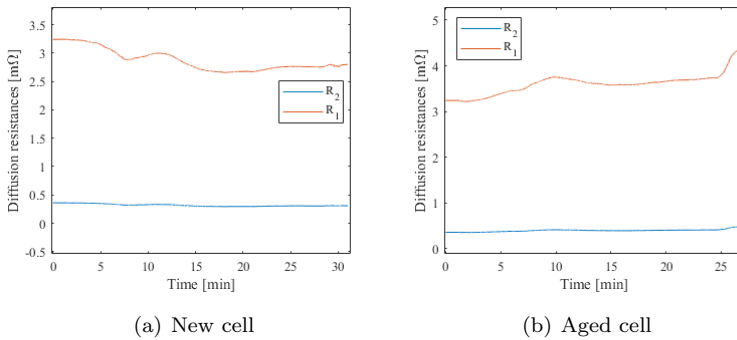 Diffusion resistances [mΩ]
3.5
3
2.5
2
1.5
1
0.5
0
-0.5
R2
R1
0 5 10 15 20 25 30
Time [min]
(a) New cell
Diffusion resistances [mΩ]
5
4
3
2
1
0
R2
R1
0 5 10 15 20 25
Time [min]
(b) Aged cell